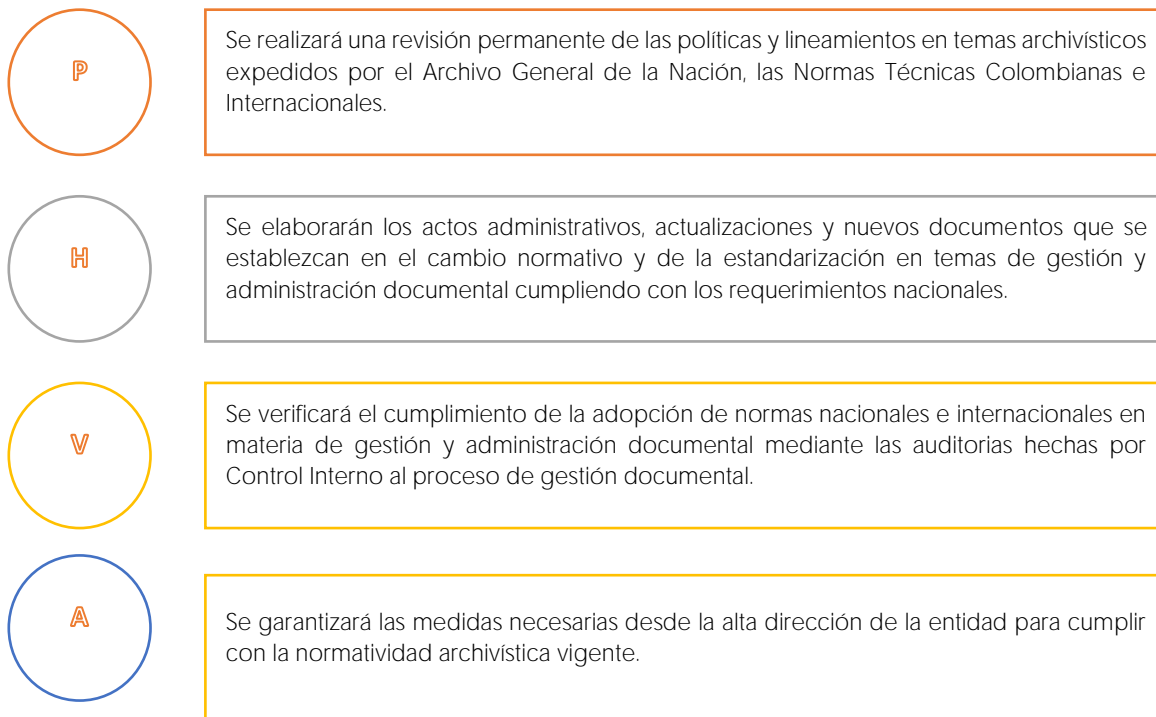 P
Se realizará una revisión permanente de las políticas y lineamientos en temas archivísticos
expedidos por el Archivo General de la Nación, las Normas Técnicas Colombianas e
Internacionales.
H
Se elaborarán los actos administrativos, actualizaciones y nuevos documentos que se
establezcan en el cambio normativo y de la estandarización en temas de gestión y
administración documental cumpliendo con los requerimientos nacionales.
V
Se verificará el cumplimiento de la adopción de normas nacionales e internacionales en
materia de gestión y administración documental mediante las auditorias hechas por
Control Interno al proceso de gestión documental.
A
Se garantizará las medidas necesarias desde la alta dirección de la entidad para cumplir
con la normatividad archivística vigente.